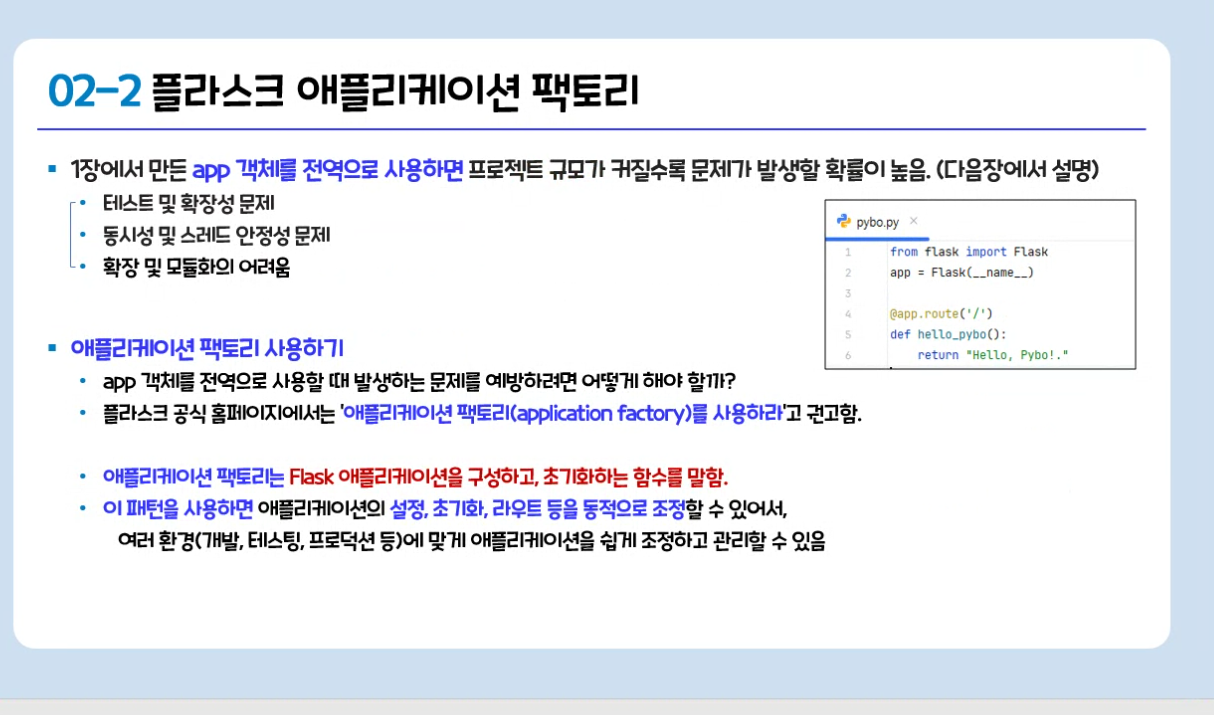 02-2 플라스크 애플리케이션 팩토리
1장에서 만든 app 객체를 전역으로 사용하면 프로젝트 규모가 커질수록 문제가 발생할 확률이 높음. (다음장에서 설명)
테스트 및 확장성 문제
동시성 및 스레드 안정성 문제
확장 및 모듈화의 어려움
pybo.py ×
1 from flask import Flask
2 app = Flask(__name__)
3
4 @app.route('/')
5 def hello_pybo():
6 return "Hello, Pybo!."
애플리케이션 팩토리 사용하기
app 객체를 전역으로 사용할 때 발생하는 문제를 예방하려면 어떻게 해야 할까?
플라스크 공식 홈페이지에서는 '애플리케이션 팩토리(application factory)를 사용하라'고 권고함.
애플리케이션 팩토리는 Flask 애플리케이션을 구성하고, 초기화하는 함수를 말함.
이 패턴을 사용하면 애플리케이션의 설정, 초기화, 라우트 등을 동적으로 조정할 수 있어서,
여러 환경(개발, 테스팅, 프로덕션 등)에 맞게 애플리케이션을 쉽게 조정하고 관리할 수 있음